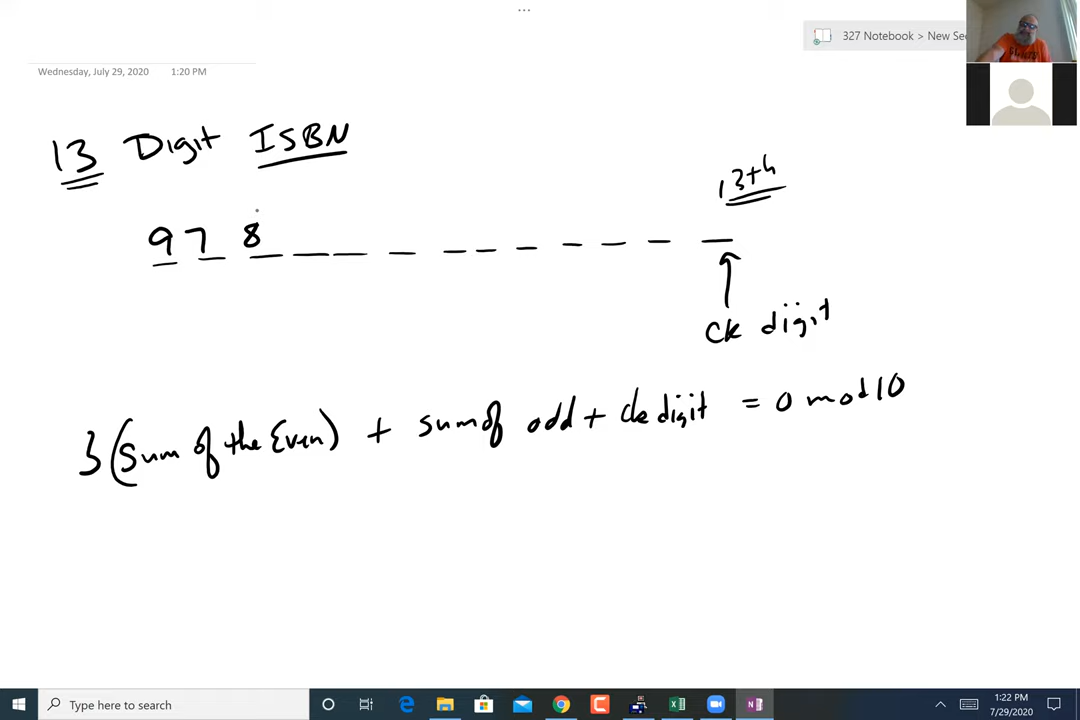 327 Notebook > New Sec
Wednesday, July 29, 2020 1:20 PM
13 Digit ISBN
13th
9 7 8 _ _ _ _ _ _ _ _ _ _
ck digit
3(Sum of the Even) + sum of odd + ck digit = 0 mod 10
Type here to search
1:22 PM
7/29/2020